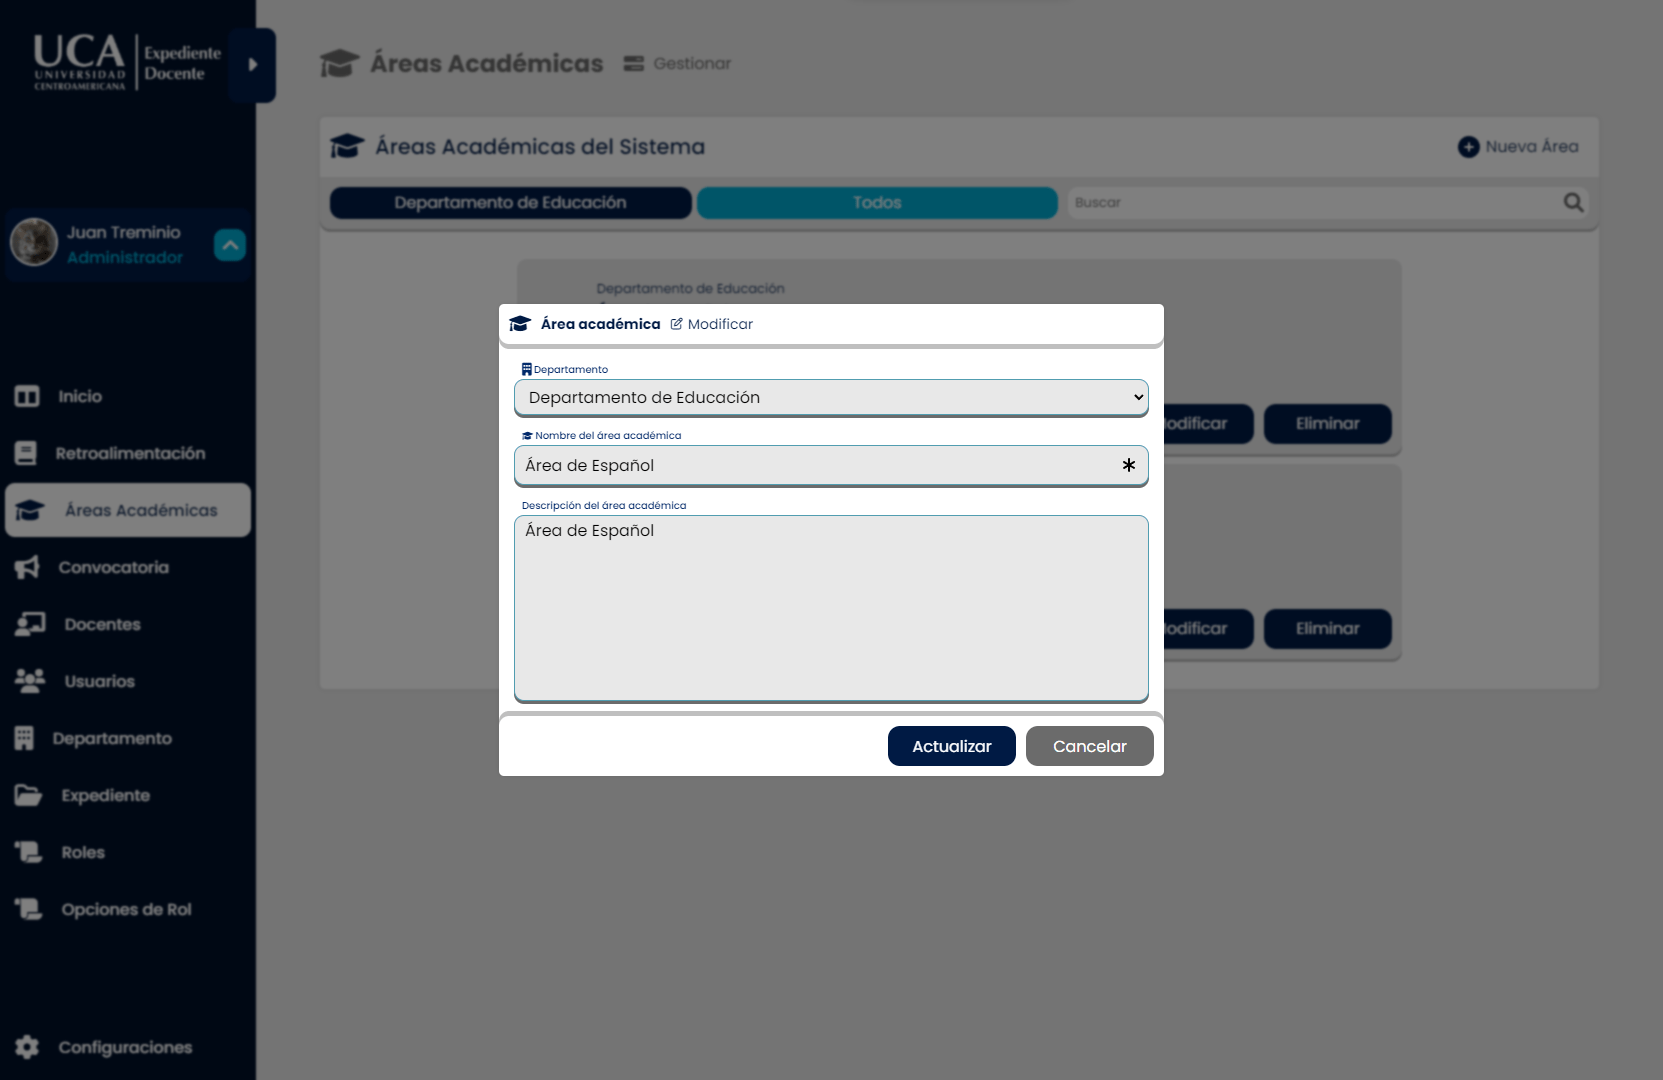 UCA
UNIVERSIDAD
CENTROAMERICANA
Expediente
Docente
Juan Treminio
Administrador
Inicio
Retroalimentación
Áreas Académicas
Convocatoria
Docentes
Usuarios
Departamento
Expediente
Roles
Opciones de Rol
Configuraciones
Áreas Académicas Gestionar
Áreas Académicas del Sistema
Nueva Área
Departamento de Educación
Todos
Buscar
Departamento de Educación
Eliminar
Eliminar
Área académica Modificar
Departamento
Departamento de Educación
Nombre del área académica
Área de Español
Descripción del área académica
Área de Español
Actualizar
Cancelar